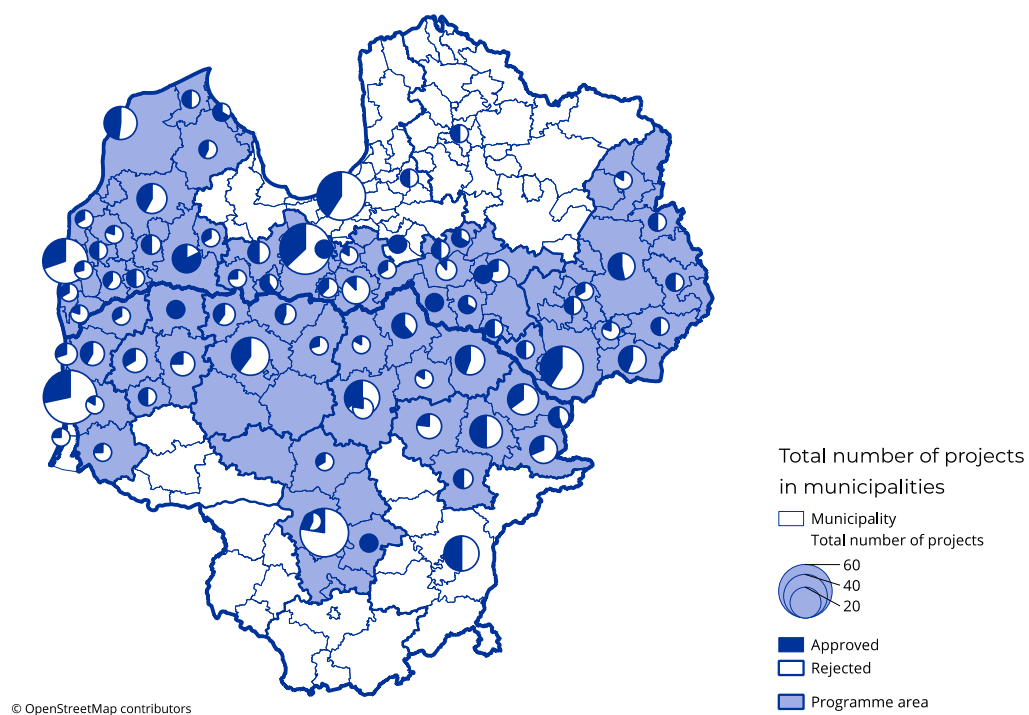 Total number of projects
in municipalities
Municipality
Total number of projects
60
40
20
Approved
Rejected
Programme area
© OpenStreetMap contributors